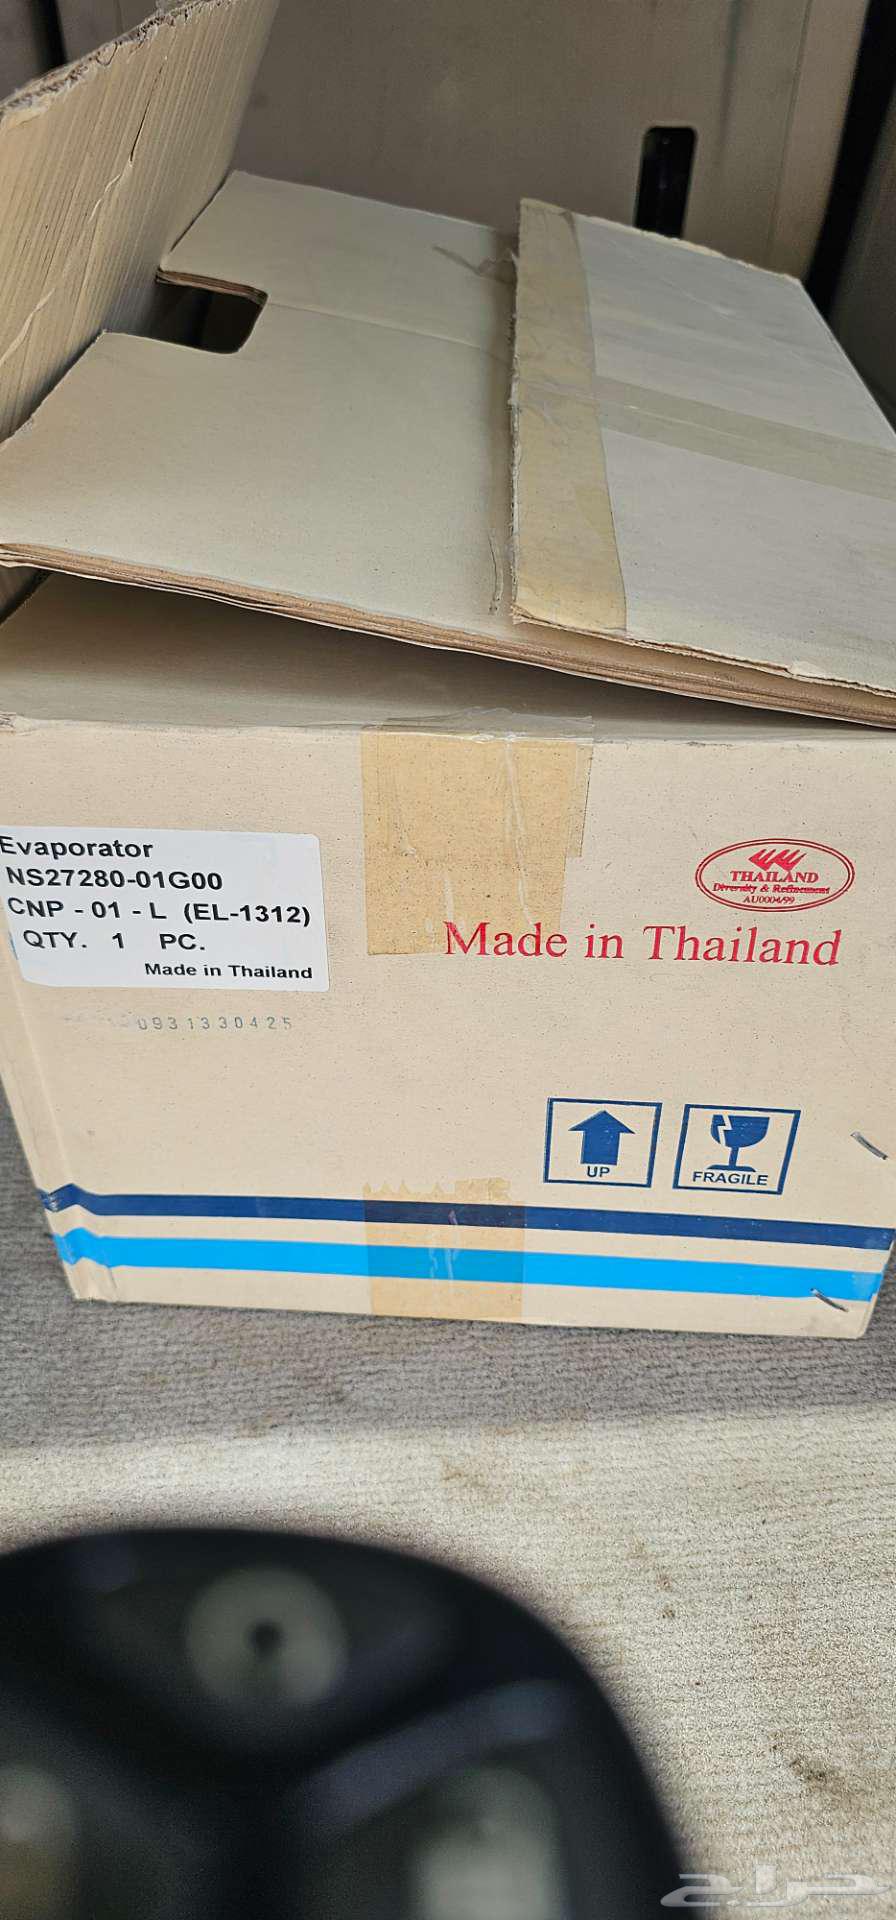 Evaporator
NS27280-01G00
CNP - 01 - L (EL-1312)
QTY. 1 PC.
Made in Thailand
0931330425
THAILAND
Diversity & Refinement
AU0004/99
Made in Thailand
UP
FRAGILE
حراج